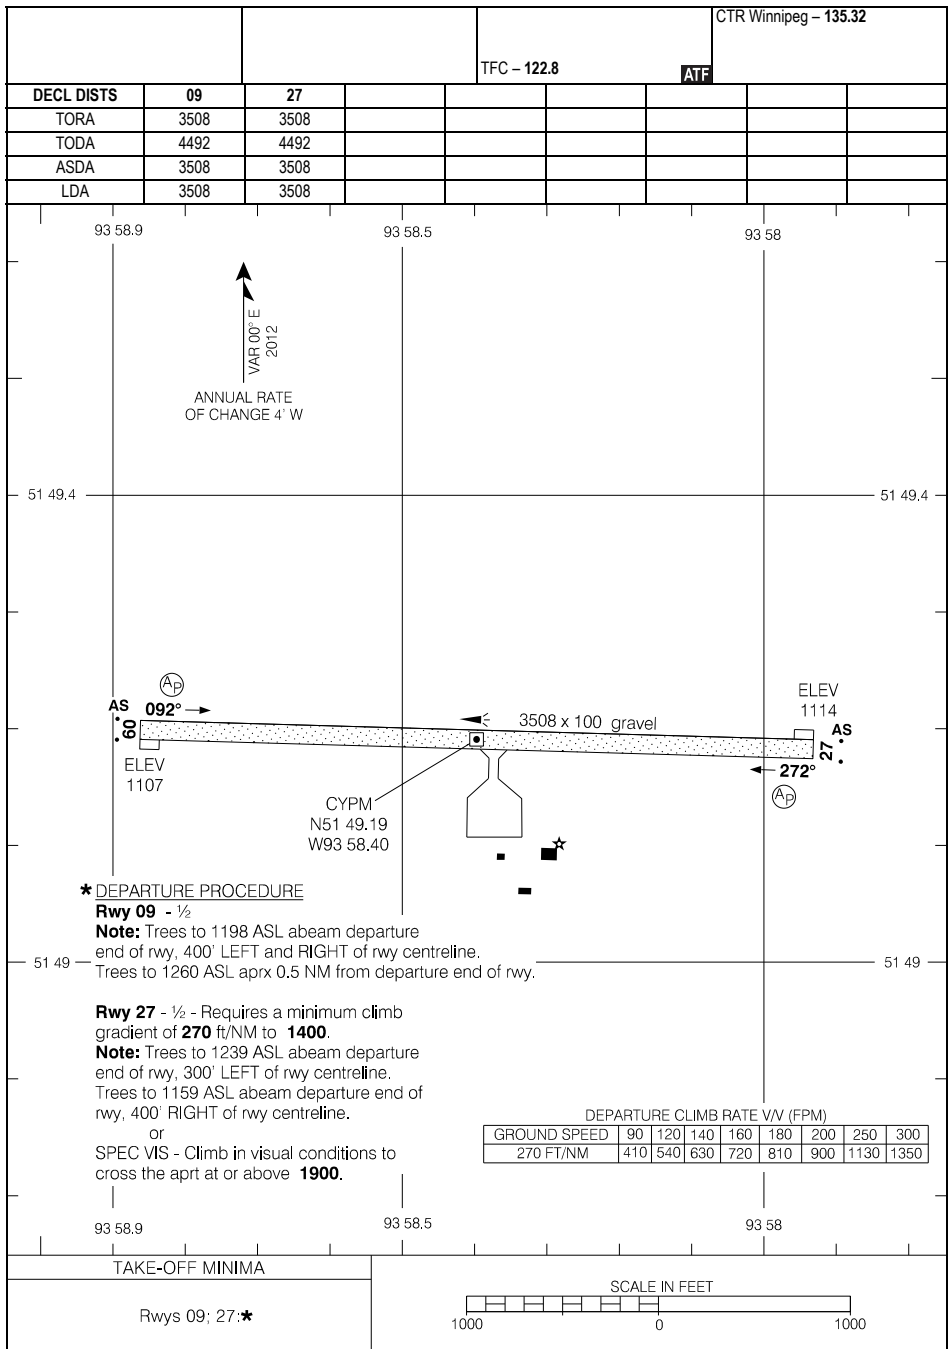 CTR Winnipeg – 135.32
TFC – 122.8
ATF
DECL DISTS 09 27
TORA 3508 3508
TODA 4492 4492
ASDA 3508 3508
LDA 3508 3508
93 58.9 93 58.5 93 58
VAR 00° E
2012
ANNUAL RATE
OF CHANGE 4' W
51 49.4 51 49.4
AP
AS 092°
09
ELEV
1107
3508 x 100 gravel
ELEV
1114
AS
27
272°
AP
CYPM
N51 49.19
W93 58.40
* DEPARTURE PROCEDURE
Rwy 09 - ½
Note: Trees to 1198 ASL abeam departure
end of rwy, 400' LEFT and RIGHT of rwy centreline.
Trees to 1260 ASL aprx 0.5 NM from departure end of rwy.
51 49 51 49
Rwy 27 - ½ - Requires a minimum climb
gradient of 270 ft/NM to 1400.
Note: Trees to 1239 ASL abeam departure
end of rwy, 300' LEFT of rwy centreline.
Trees to 1159 ASL abeam departure end of
rwy, 400' RIGHT of rwy centreline.
or
SPEC VIS - Climb in visual conditions to
cross the aprt at or above 1900.
DEPARTURE CLIMB RATE V/V (FPM)
GROUND SPEED 90 120 140 160 180 200 250 300
270 FT/NM 410 540 630 720 810 900 1130 1350
93 58.9 93 58.5 93 58
TAKE-OFF MINIMA
Rwys 09; 27:*
SCALE IN FEET
1000 0 1000